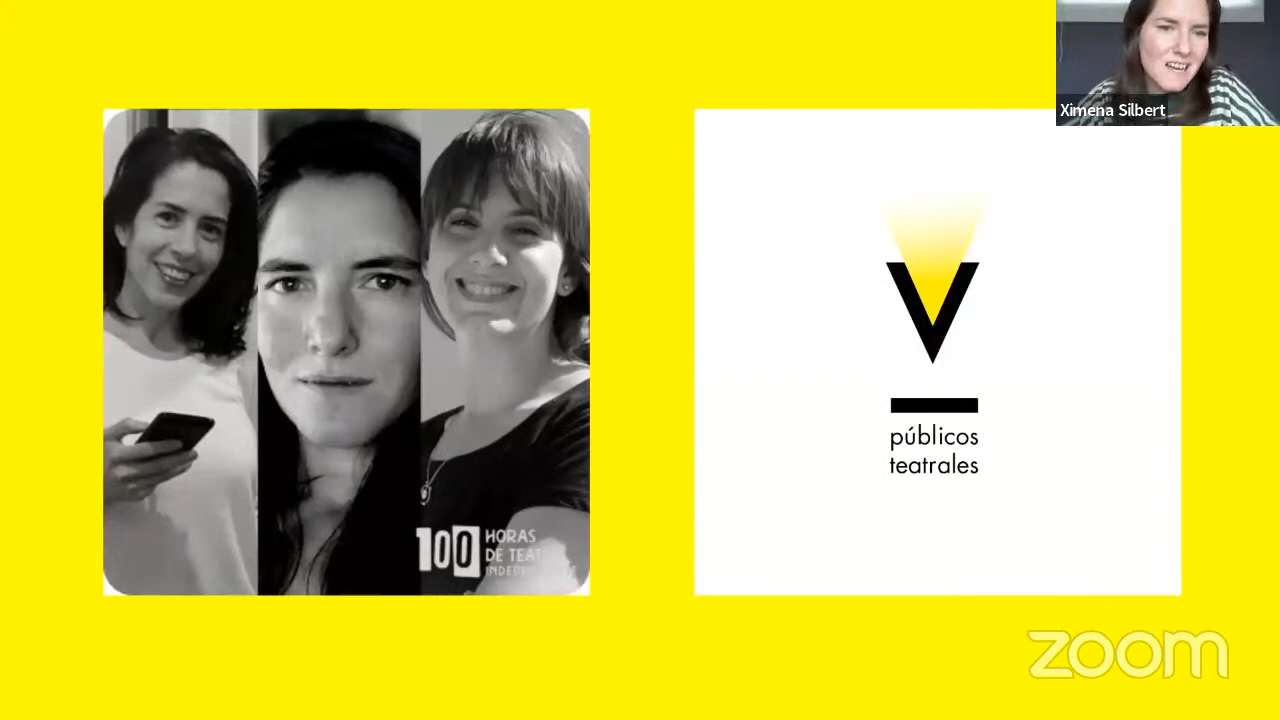 Ximena Silbert
públicos
teatrales
100 HORAS
DE TEAT
zoom